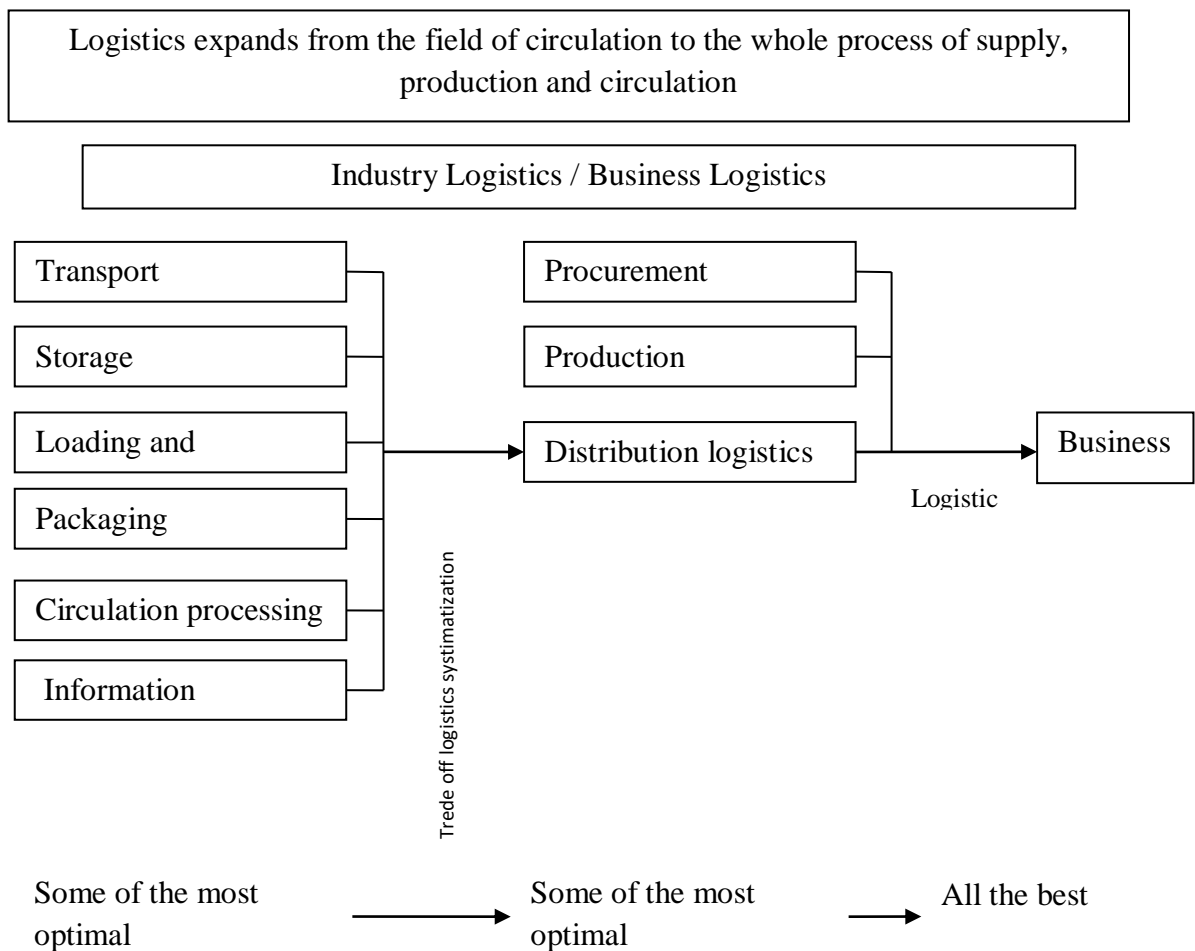 Logistics expands from the field of circulation to the whole process of supply,
production and circulation
Industry Logistics / Business Logistics
Transport
Storage
Loading and
Packaging
Circulation processing
Information
Trede off logistics systimatization
Procurement
Production
Distribution logistics
Logistic
Business
Some of the most
optimal
Some of the most
optimal
All the best